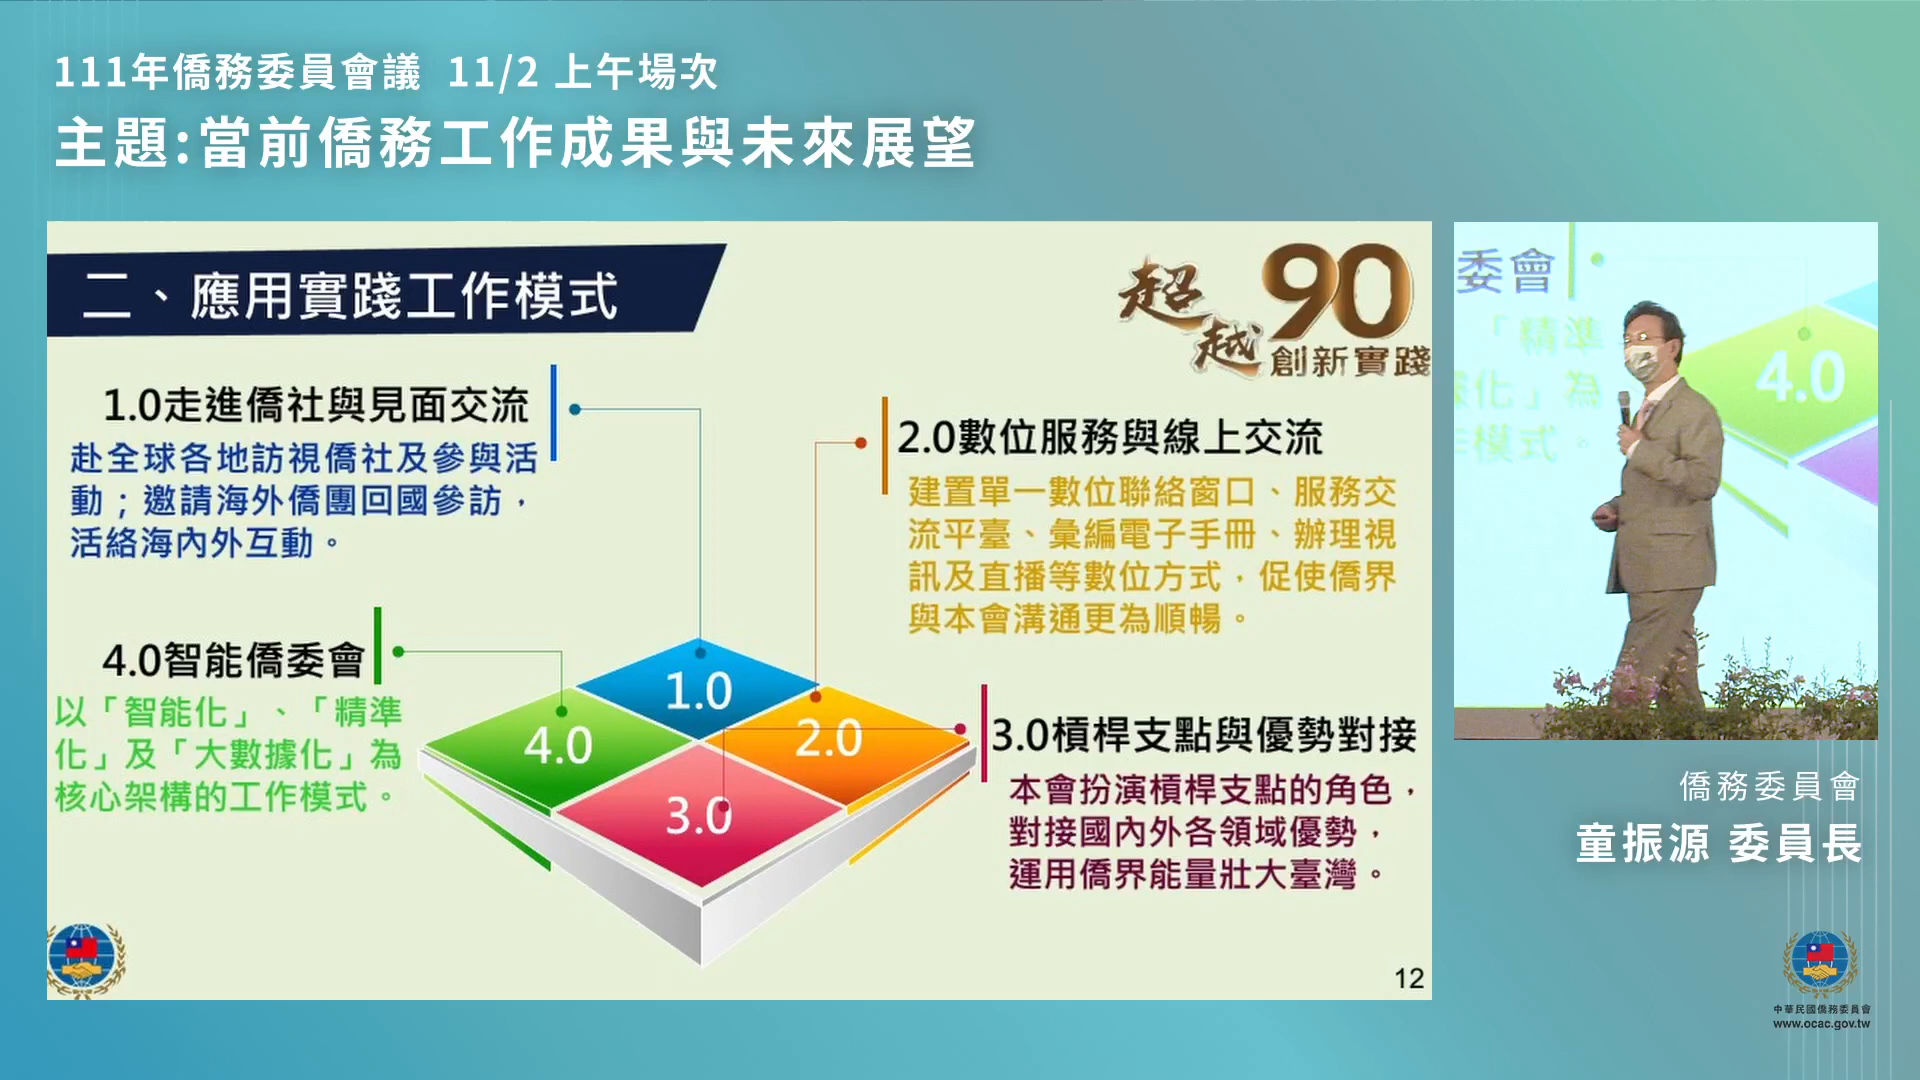 111年僑務委員會議 11/2 上午場次
主題:當前僑務工作成果與未來展望
二、應用實踐工作模式
超越90
創新實踐
1.0走進僑社與見面交流
赴全球各地訪視僑社及參與活
動；邀請海外僑團回國參訪，
活絡海內外互動。
2.0數位服務與線上交流
建置單一數位聯絡窗口、服務交
流平臺、彙編電子手冊、辦理視
訊及直播等數位方式，促使僑界
與本會溝通更為順暢。
4.0智能僑委會
以「智能化」、「精準
化」及「大數據化」為
核心架構的工作模式。
3.0槓桿支點與優勢對接
本會扮演槓桿支點的角色，
對接國內外各領域優勢，
運用僑界能量壯大臺灣。
1.0
2.0
4.0
3.0
12
委會
「精準
據化」為
作模式。
4.0
僑務委員會
童振源 委員長
中華民國僑務委員會
www.ocac.gov.tw